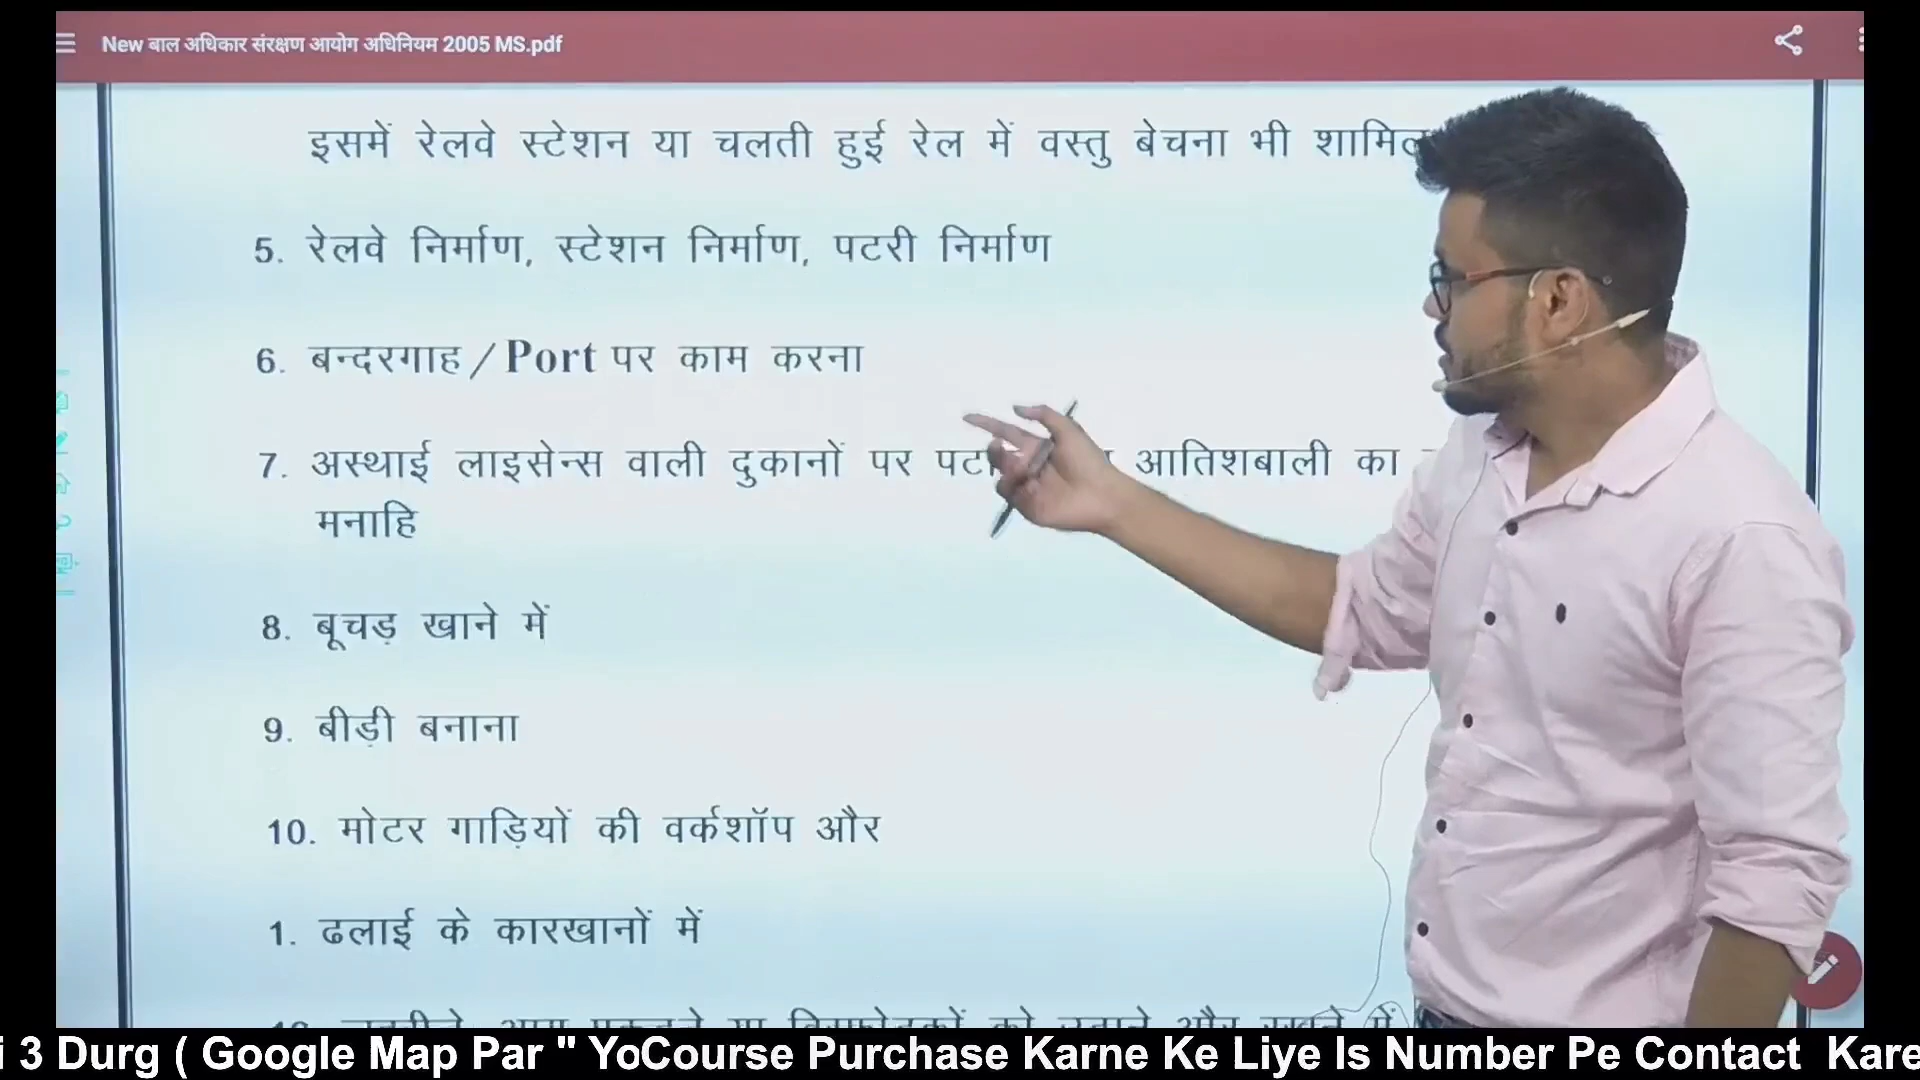 New बाल अधिकार संरक्षण आयोग अधिनियम 2005 MS.pdf
इसमें रेलवे स्टेशन या चलती हुई रेल में वस्तु बेचना भी
5. रेलवे निर्माण, स्टेशन निर्माण, पटरी निर्माण
6. बन्दरगाह/Port पर काम करना
7. अस्थाई लाइसेन्स वाली दुकानों पर आतिशबाली का
मनाहि
8. बूचड़ खाने में
9. बीड़ी बनाना
10. मोटर गाड़ियों की वर्कशॉप और
1. ढलाई के कारखानों में
3 Durg ( Google Map Par " YoCourse Purchase Karne Ke Liye Is Number Pe Contact Kare